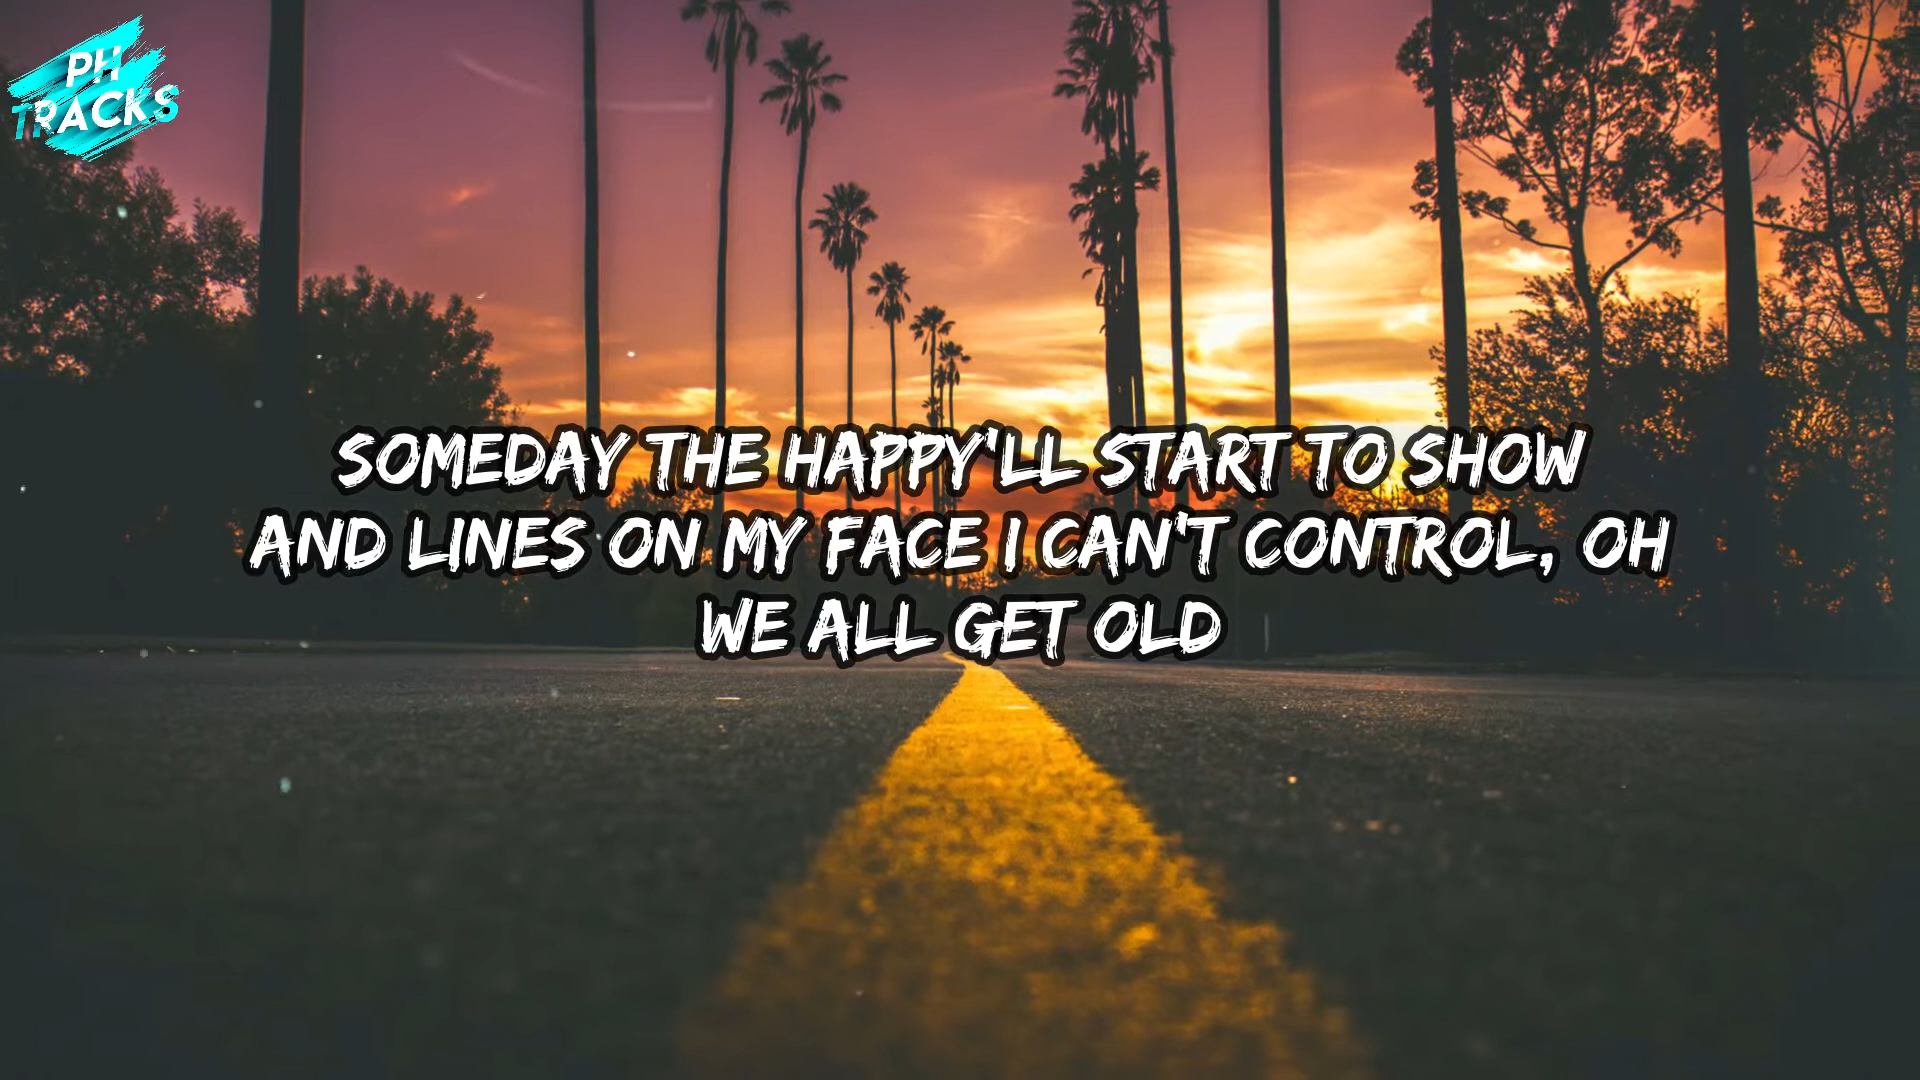 PH
TRACKS
SOMEDAY THE HAPPY'LL START TO SHOW
AND LINES ON MY FACE I CAN'T CONTROL, OH
WE ALL GET OLD